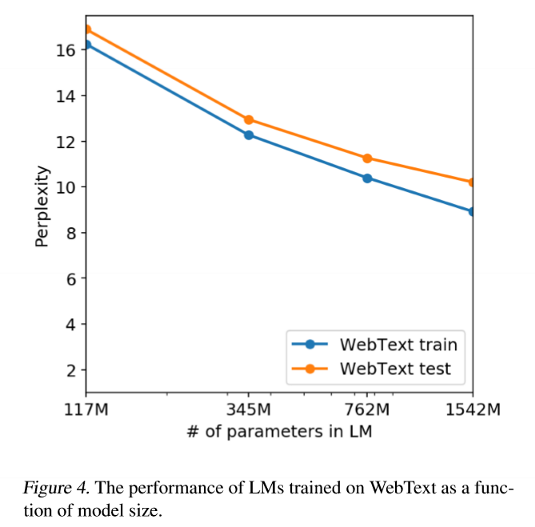 16
14
12
10
8
6
4
2
Perplexity
WebText train
WebText test
117M 345M 762M 1542M
# of parameters in LM
Figure 4. The performance of LMs trained on WebText as a func-
tion of model size.